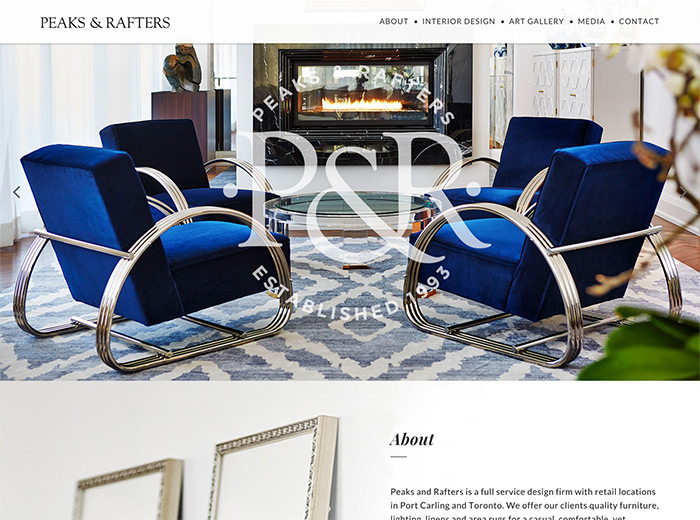 PEAKS & RAFTERS
ABOUT • INTERIOR DESIGN • ART GALLERY • MEDIA • CONTACT
PEAKS & RAFTERS
P&R
ESTABLISHED 1993
About
Peaks and Rafters is a full service design firm with retail locations
in Port Carling and Toronto. We offer our clients quality furniture,
lighting, linens and area rugs for a casual, comfortable, yet